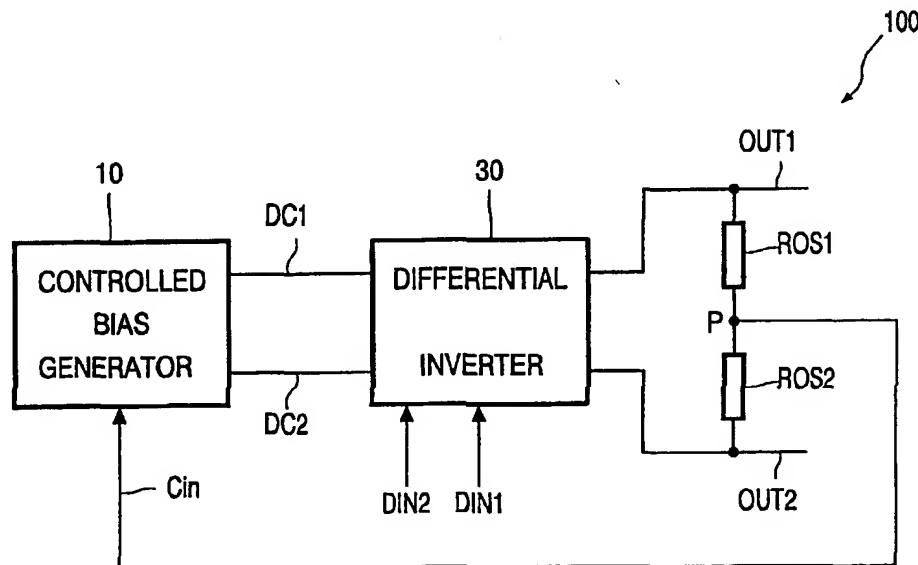 100
OUT1
10
30
DC1
ROS1
CONTROLLED
BIAS
GENERATOR
DIFFERENTIAL
INVERTER
P
ROS2
DC2
Cin
DIN2
DIN1
OUT2